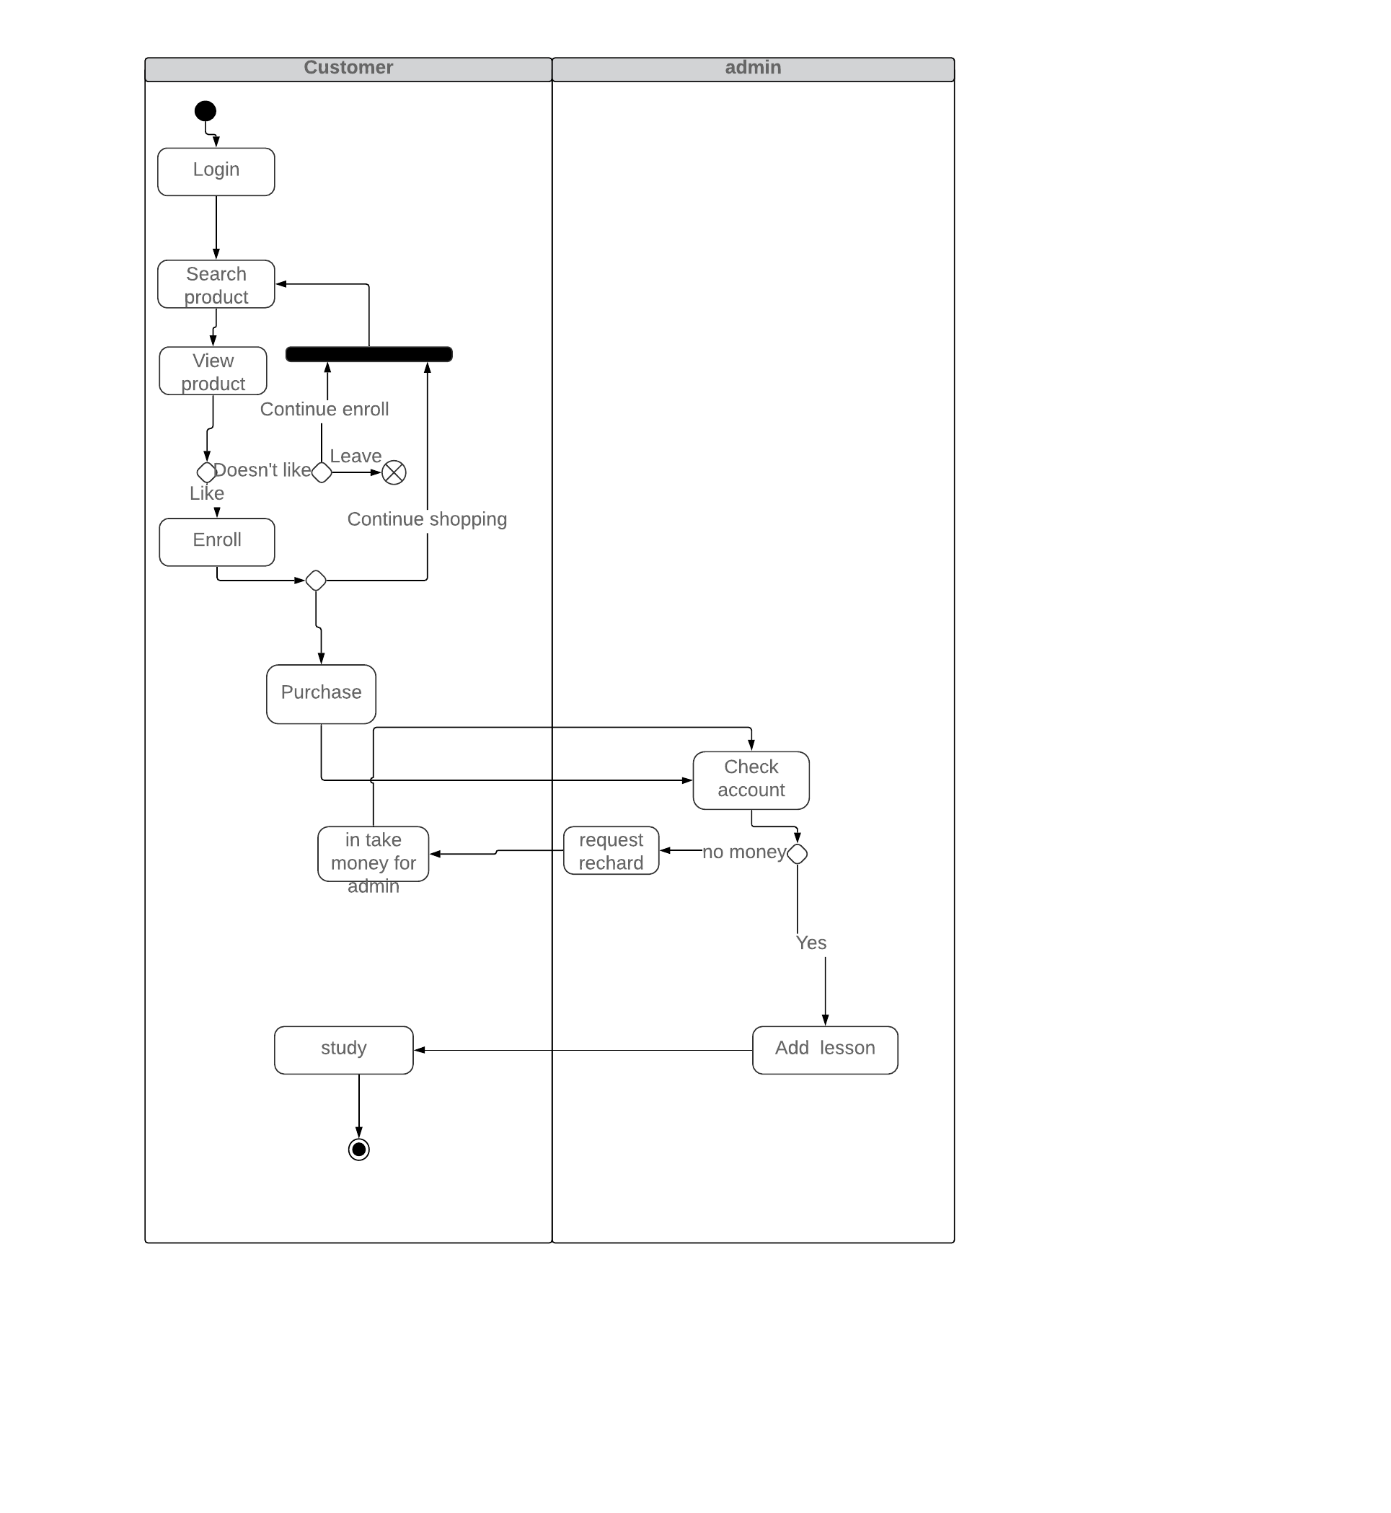 Customer
admin
Login
Search
product
View
product
Continue enroll
Leave
Doesn't like
Like
Continue shopping
Enroll
Purchase
Check
account
in take
money for
admin
request
rechard
no money
Yes
study
Add  lesson